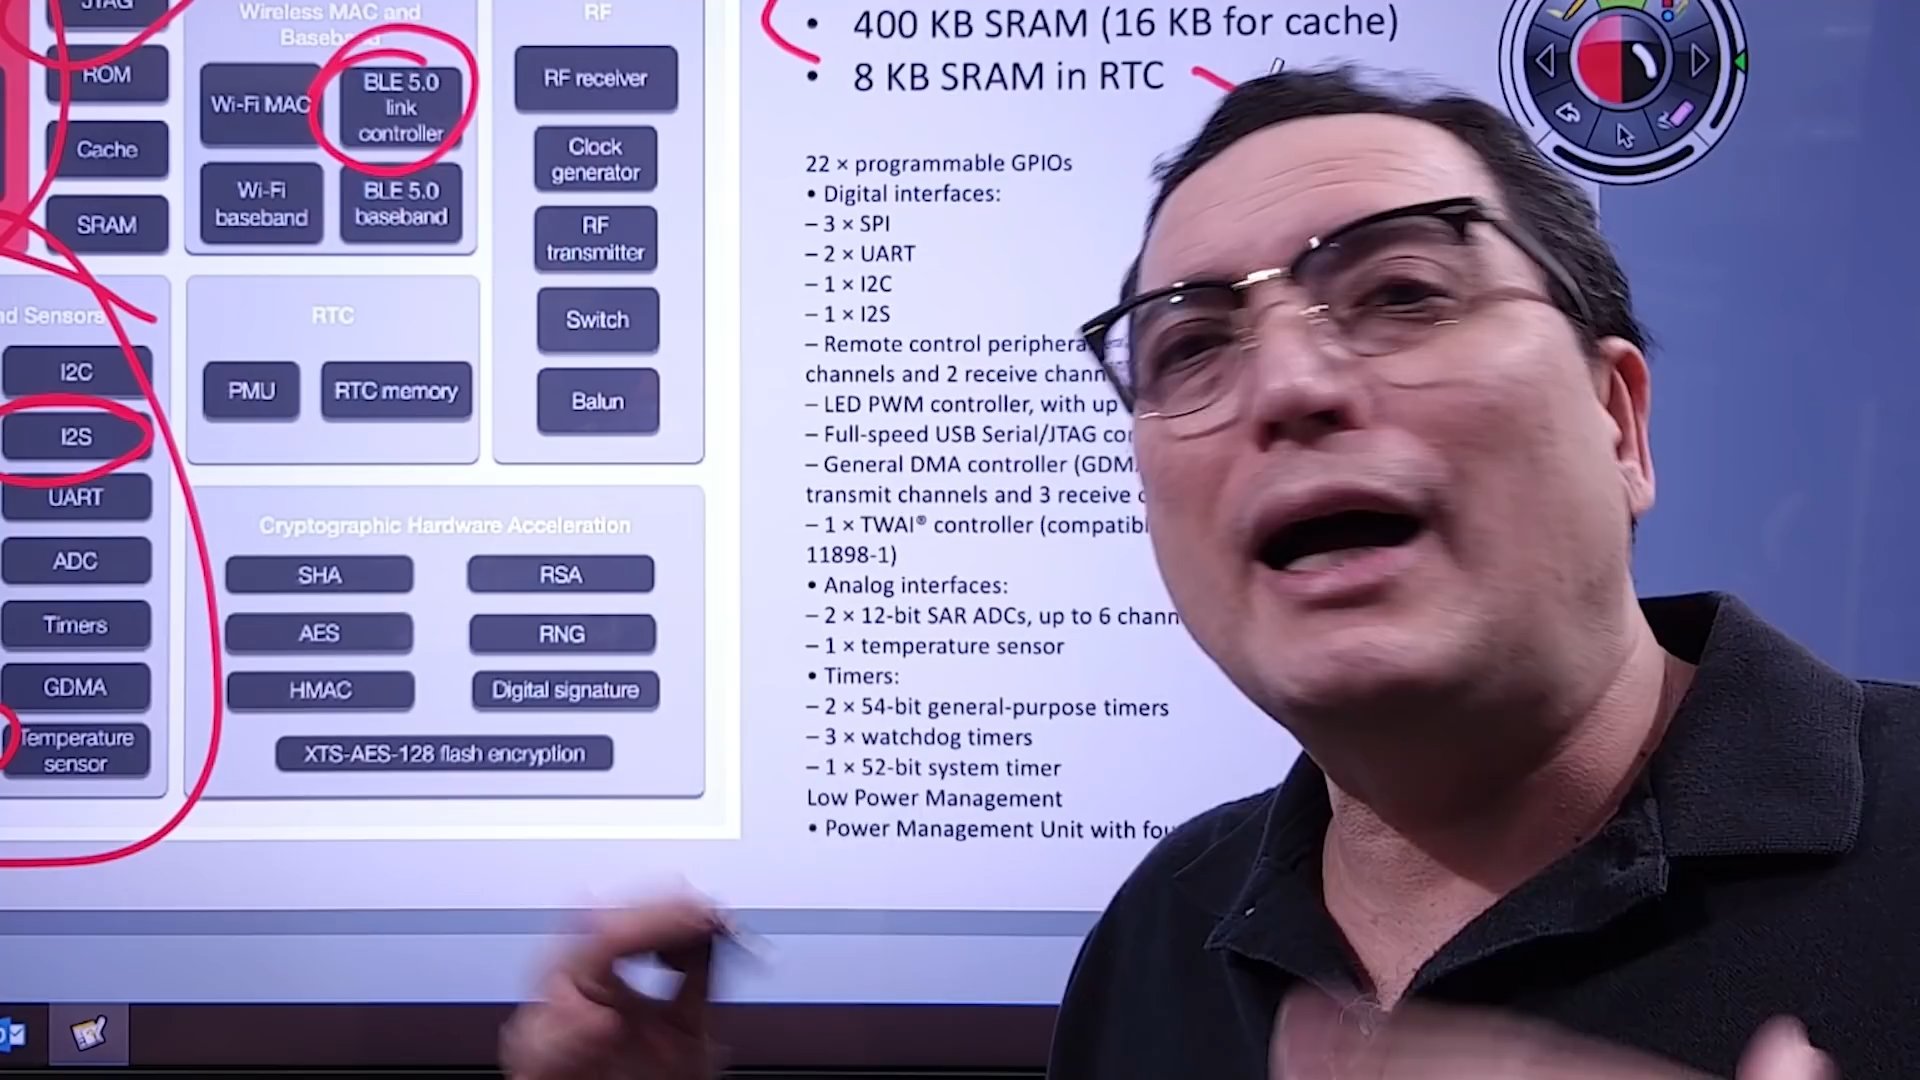 JTAG
ROM
Cache
SRAM
Wireless MAC and
Baseband
Wi-Fi MAC
BLE 5.0
link
controller
Wi-Fi
baseband
BLE 5.0
baseband
RF
RF receiver
Clock
generator
RF
transmitter
Switch
Balun
RTC
PMU
RTC memory
Sensors
I2C
I2S
UART
ADC
Timers
GDMA
Temperature
sensor
Cryptographic Hardware Acceleration
SHA
RSA
AES
RNG
HMAC
Digital signature
XTS-AES-128 flash encryption
• 400 KB SRAM (16 KB for cache)
• 8 KB SRAM in RTC
22 × programmable GPIOs
• Digital interfaces:
– 3 × SPI
– 2 × UART
– 1 × I2C
– 1 × I2S
– Remote control
channels and 2 receive
– LED PWM controller, with up
– Full-speed USB Serial/JTAG
– General DMA controller
transmit channels and 3 receive
– 1 × TWAI® controller
11898-1)
• Analog interfaces:
– 2 × 12-bit SAR ADCs, up to 6
– 1 × temperature sensor
• Timers:
– 2 × 54-bit general-purpose timers
– 3 × watchdog timers
– 1 × 52-bit system timer
Low Power Management
• Power Management Unit with